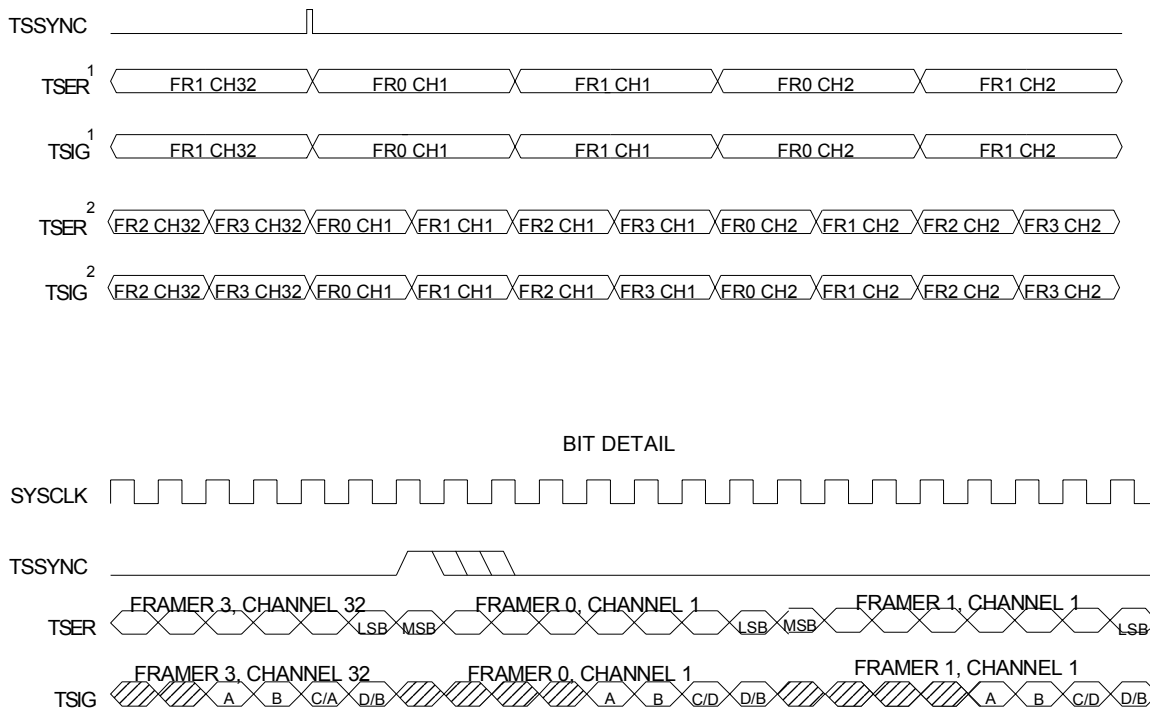 TSSYNC
TSER 1 FR1 CH32 FR0 CH1 FR1 CH1 FR0 CH2 FR1 CH2
TSIG 1 FR1 CH32 FR0 CH1 FR1 CH1 FR0 CH2 FR1 CH2
TSER 2 FR2 CH32 FR3 CH32 FR0 CH1 FR1 CH1 FR2 CH1 FR3 CH1 FR0 CH2 FR1 CH2 FR2 CH2 FR3 CH2
TSIG 2 FR2 CH32 FR3 CH32 FR0 CH1 FR1 CH1 FR2 CH1 FR3 CH1 FR0 CH2 FR1 CH2 FR2 CH2 FR3 CH2
BIT DETAIL
SYSCLK
TSSYNC
FRAMER 3, CHANNEL 32 FRAMER 0, CHANNEL 1 FRAMER 1, CHANNEL 1
TSER LSB MSB LSB MSB LSB
FRAMER 3, CHANNEL 32 FRAMER 0, CHANNEL 1 FRAMER 1, CHANNEL 1
TSIG A B C/A D/B A B C/D D/B A B C/D D/B